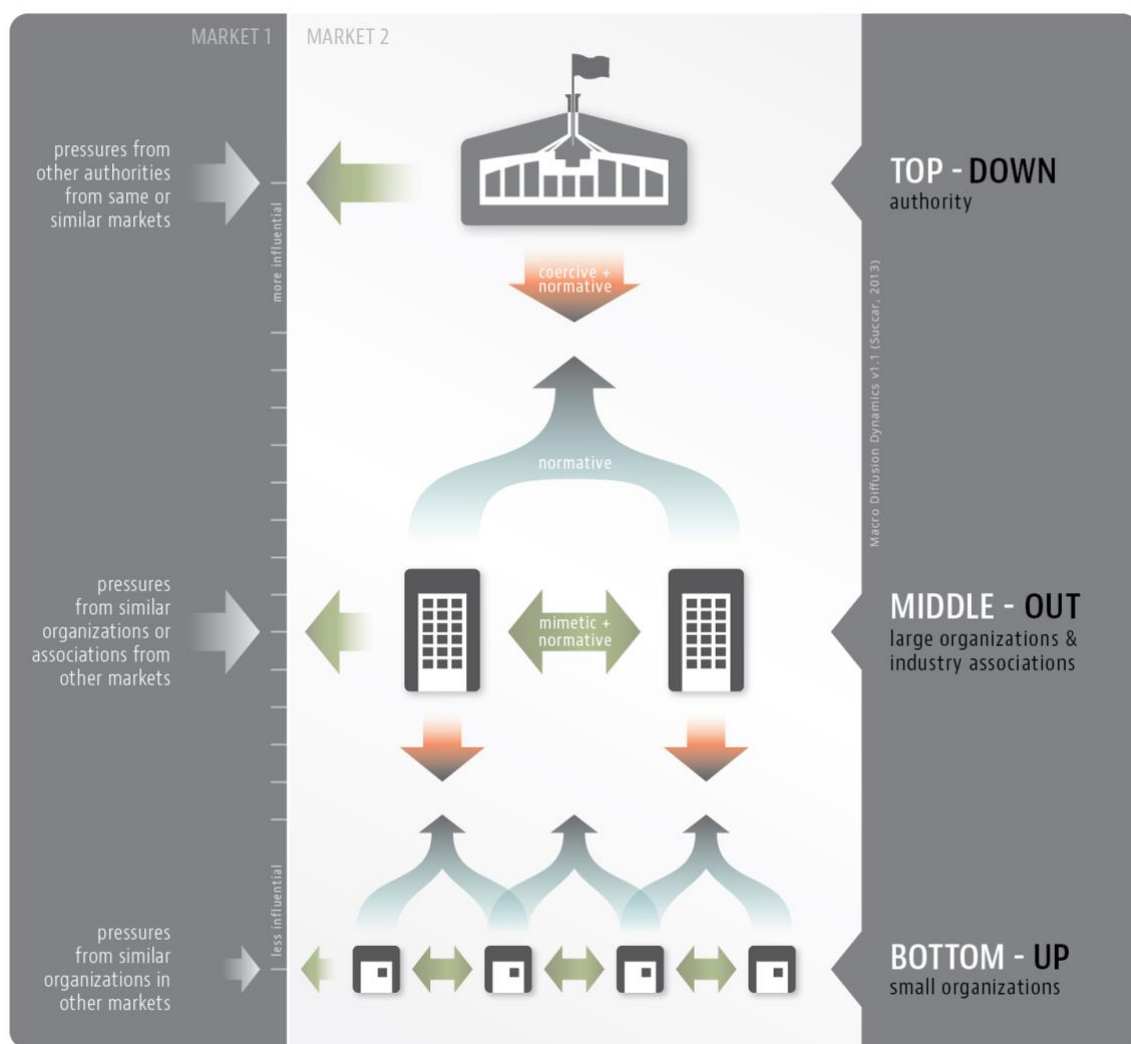 MARKET 1
MARKET 2
pressures from
other authorities
from same or
similar markets
more influential
coercive +
normative
TOP - DOWN
authority
Macro Diffusion Dynamics v1.1 (Succar, 2013)
normative
pressures
from similar
organizations or
associations from
other markets
mimetic +
normative
MIDDLE - OUT
large organizations &
industry associations
less influential
pressures
from similar
organizations in
other markets
BOTTOM - UP
small organizations